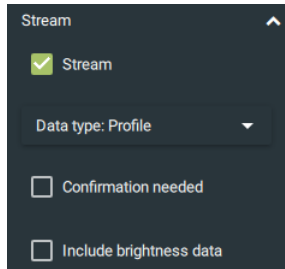 Stream
Stream
Data type: Profile
Confirmation needed
Include brightness data